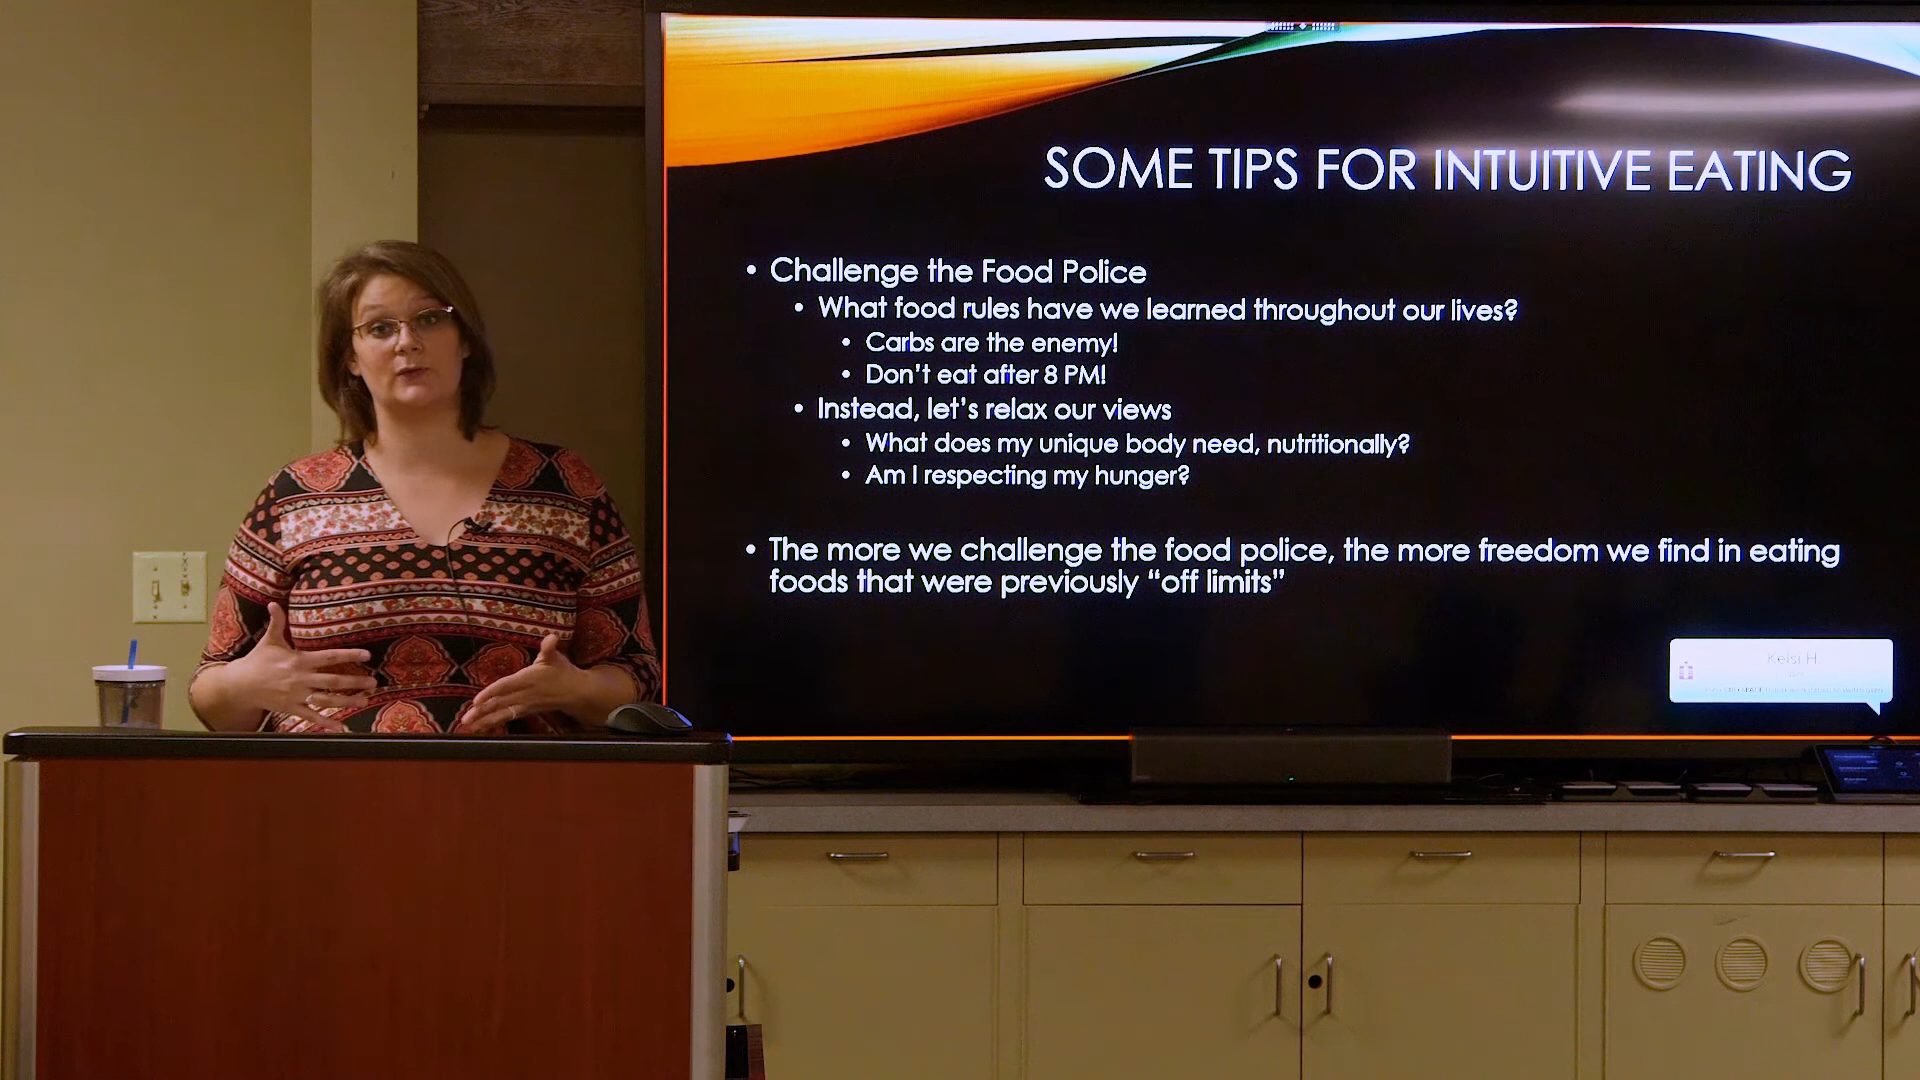 SOME TIPS FOR INTUITIVE EATING
• Challenge the Food Police
• What food rules have we learned throughout our lives?
• Carbs are the enemy!
• Don't eat after 8 PM!
• Instead, let's relax our views
• What does my unique body need, nutritionally?
• Am I respecting my hunger?
• The more we challenge the food police, the more freedom we find in eating
foods that were previously “off limits”
Kelsi H